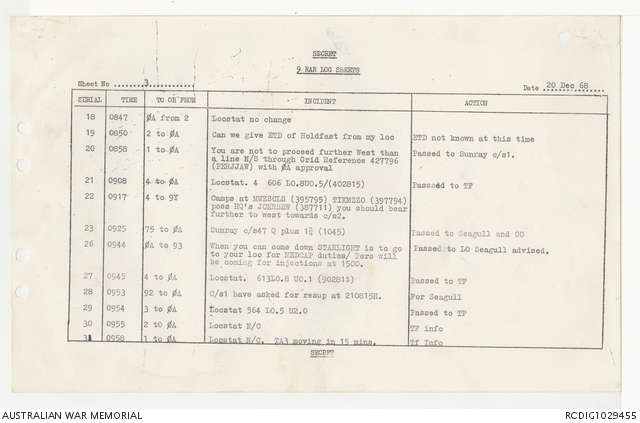 SECRET
9 RAR LOG SHEETS
Sheet No 3
Date 20 Dec 68
SERIAL TIME TO OR FROM INCIDENT ACTION
18 0847 ØA from 2 Locstat no change
19 0850 2 to ØA Can we give ETD of Holdfast from my loc ETD not known at this time
20 0858 1 to ØA You are not to proceed further West than Passed to Sunray c/s1.
a line N/S through Grid Reference 427796
(PERJJAW) with ØA approval
21 0908 4 to ØA Locstat. 4 606 LO.8UO.5/(402815) Passed to TF
22 0917 4 to 9Y Camps at NWZSCLS (395795) TIKMZZO (397794)
poss HQ's JCERSEW (387711) you should bear
further to west towards c/s2.
23 0925 75 to ØA Sunray c/s47 Q plus 1¾ (1045) Passed to Seagull and OO
26 0944 ØA to 93 When you can come down STARLIGHT is to go Passed to LO Seagull advised.
to your loc for MEDCAP duties/ Pers will
be coming for injections at 1500.
27 0945 4 to ØA Locstat. 613LO.8 UO.1 (902811) Passed to TF
28 0953 92 to ØA C/s1 have asked for resup at 210815H. For Seagull
29 0954 3 to ØA Locstat 564 LO.5 U2.0 Passed to TF
30 0955 2 to ØA Locstat N/C TF info
31 0958 1 to ØA Locstat N/C. TA3 moving in 15 mins. Tf Info
SECRET
AUSTRALIAN WAR MEMORIAL
RCDIG1029455